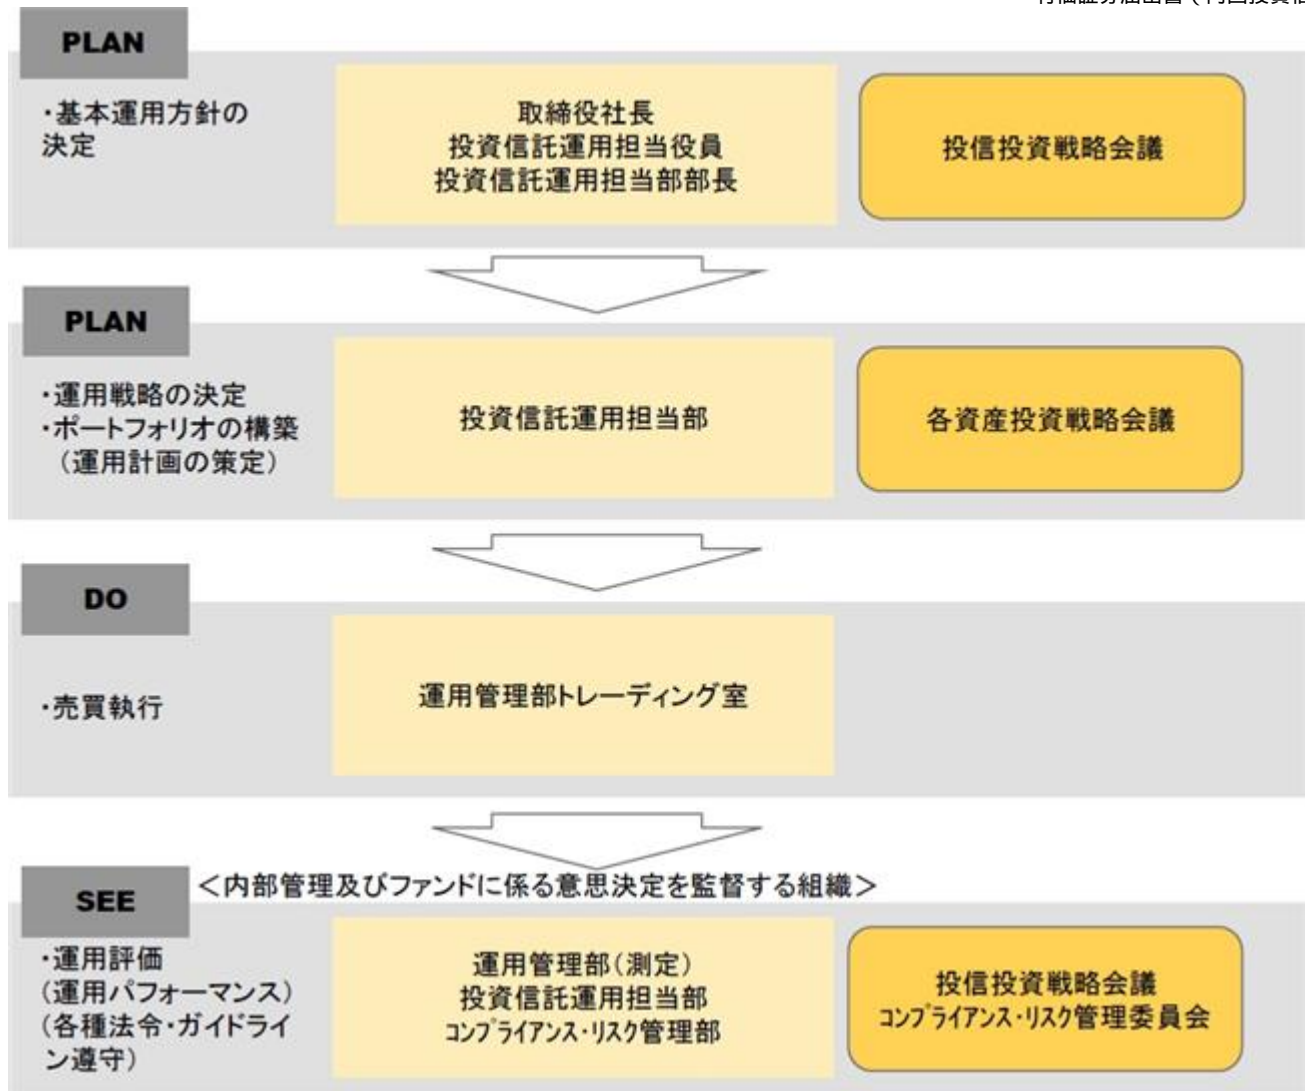 PLAN
・基本運用方針の
決定
取締役社長
投資信託運用担当役員
投資信託運用担当部部長
投信投資戦略会議
PLAN
・運用戦略の決定
・ポートフォリオの構築
(運用計画の策定)
投資信託運用担当部
各資産投資戦略会議
DO
・売買執行
運用管理部トレーディング室
SEE
＜内部管理及びファンドに係る意思決定を監督する組織＞
・運用評価
(運用パフォーマンス)
(各種法令・ガイドライ
ン遵守)
運用管理部(測定)
投資信託運用担当部
ｺﾝﾌﾟﾗｲｱﾝｽ・ﾘｽｸ管理部
投信投資戦略会議
ｺﾝﾌﾟﾗｲｱﾝｽ・ﾘｽｸ管理委員会